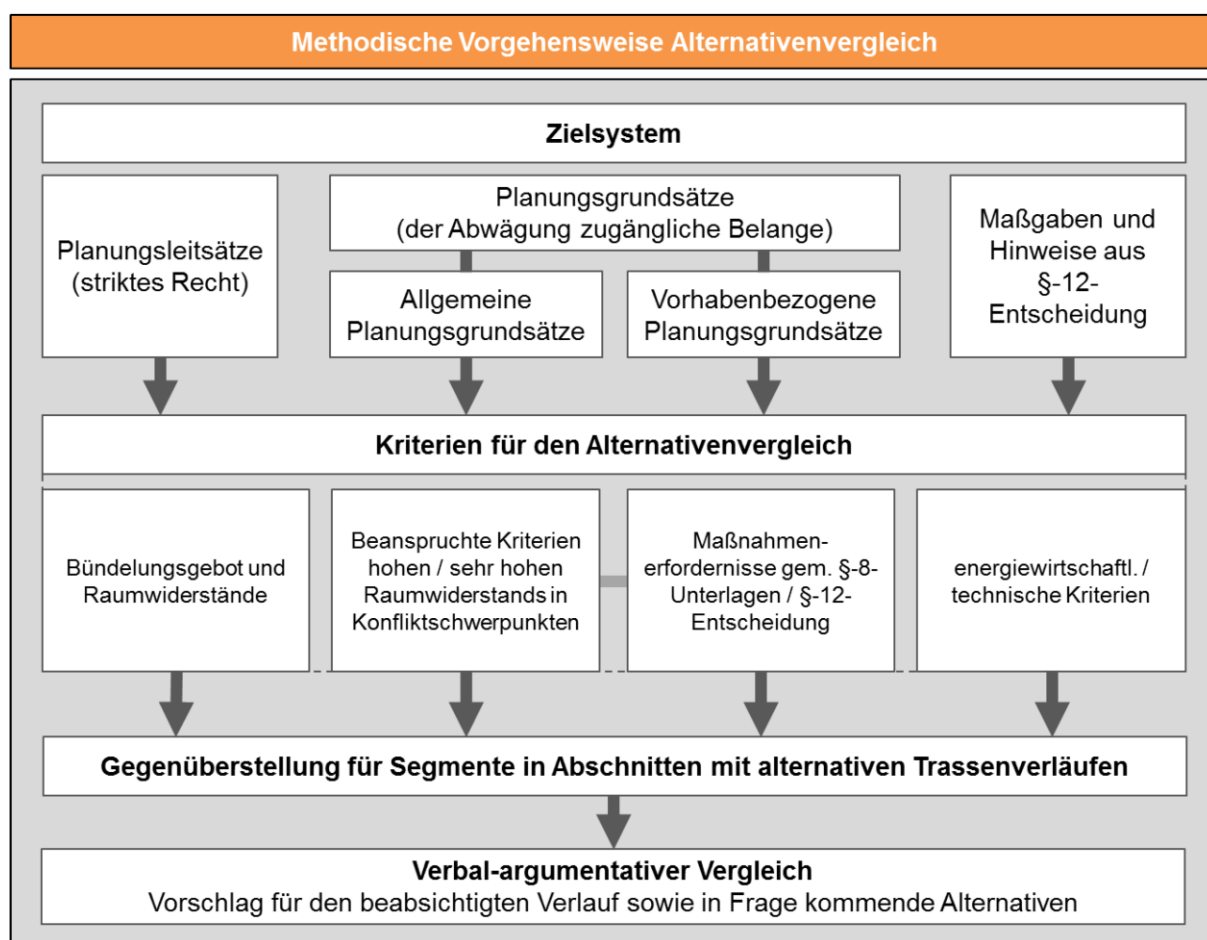 Methodische Vorgehensweise Alternativenvergleich
Zielsystem
Planungsleitsätze
(striktes Recht)
Planungsgrundsätze
(der Abwägung zugängliche Belange)
Allgemeine
Planungsgrundsätze
Vorhabenbezogene
Planungsgrundsätze
Maßgaben und
Hinweise aus
§-12-
Entscheidung
Kriterien für den Alternativenvergleich
Bündelungsgebot und
Raumwiderstände
Beanspruchte Kriterien
hohen / sehr hohen
Raumwiderstands in
Konfliktschwerpunkten
Maßnahmen-
erfordernisse gem. §-8-
Unterlagen / §-12-
Entscheidung
energiewirtschaftl. /
technische Kriterien
Gegenüberstellung für Segmente in Abschnitten mit alternativen Trassenverläufen
Verbal-argumentativer Vergleich
Vorschlag für den beabsichtigten Verlauf sowie in Frage kommende Alternativen